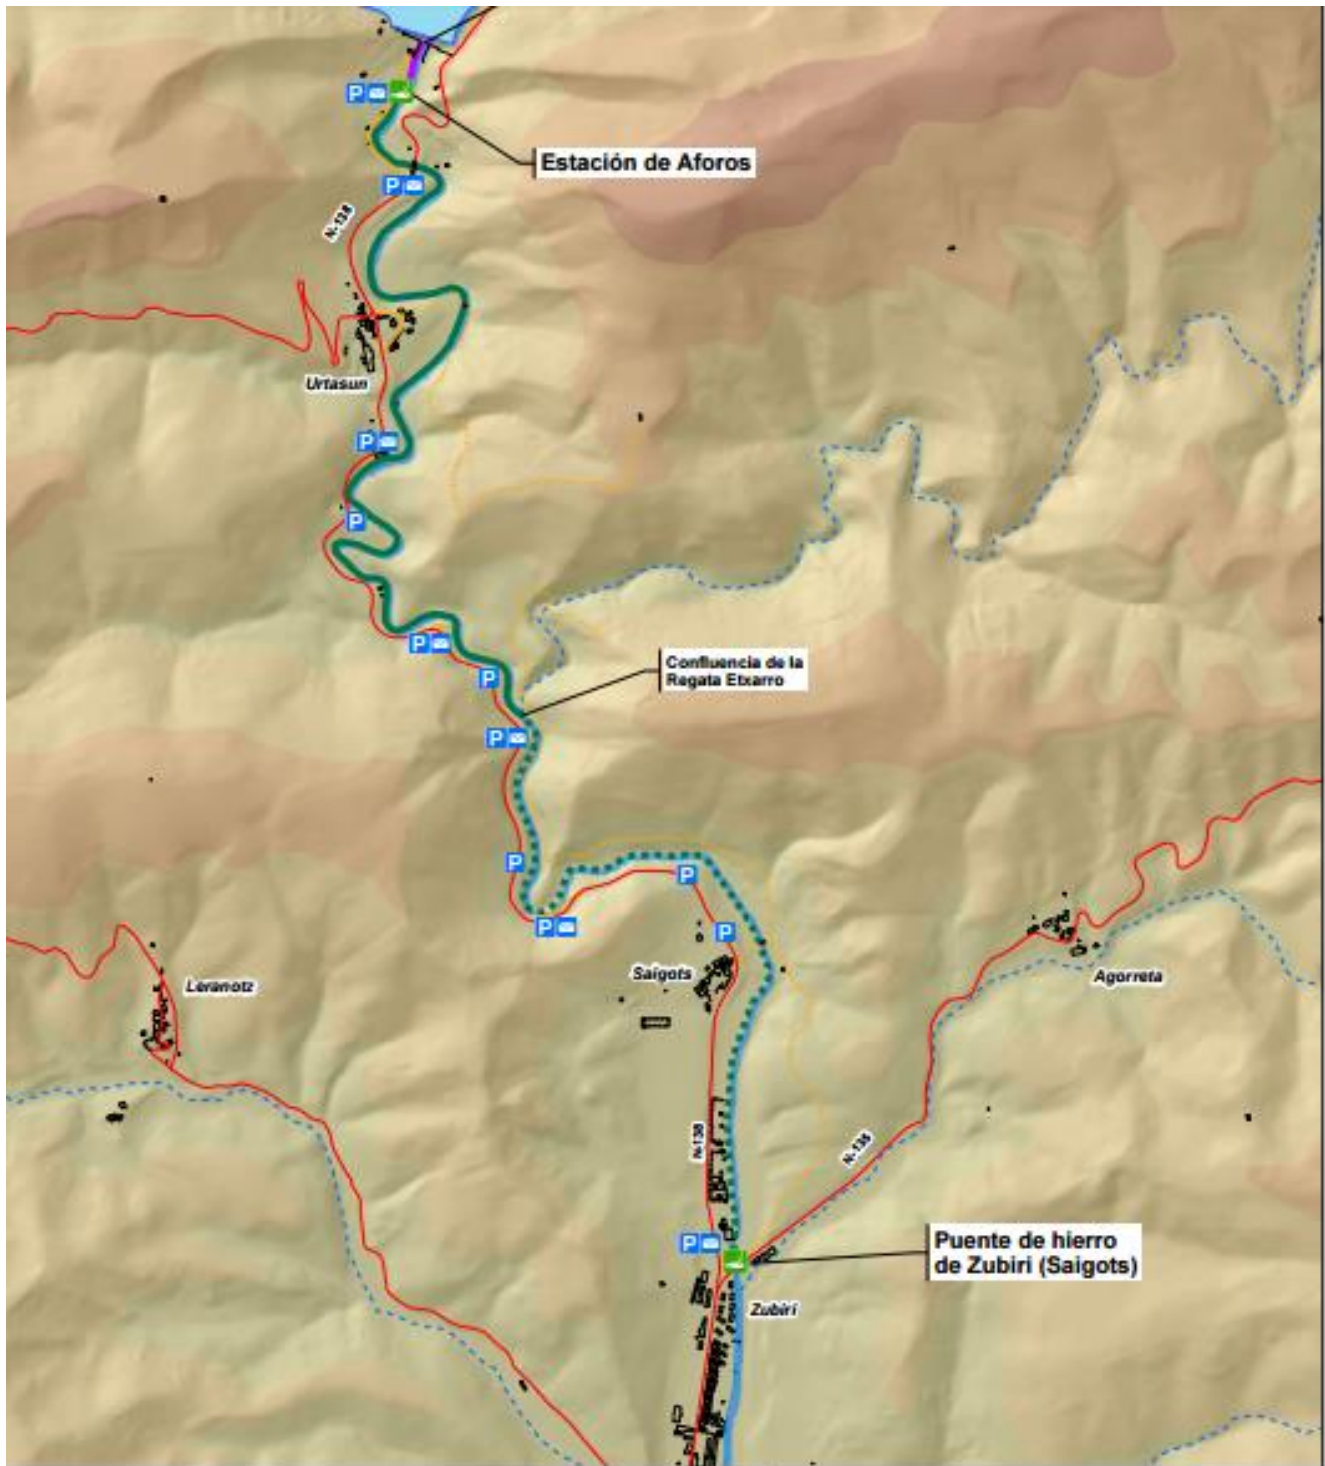 P
Estación de Aforos
P
N-138
Urtasun
P
P
P
Confluencia de la
Regata Etxarro
P
P
P
P
P
P
Saigots
Leranotz
Agorreta
N-138
N-135
P
Puente de hierro
de Zubiri (Saigots)
Zubiri